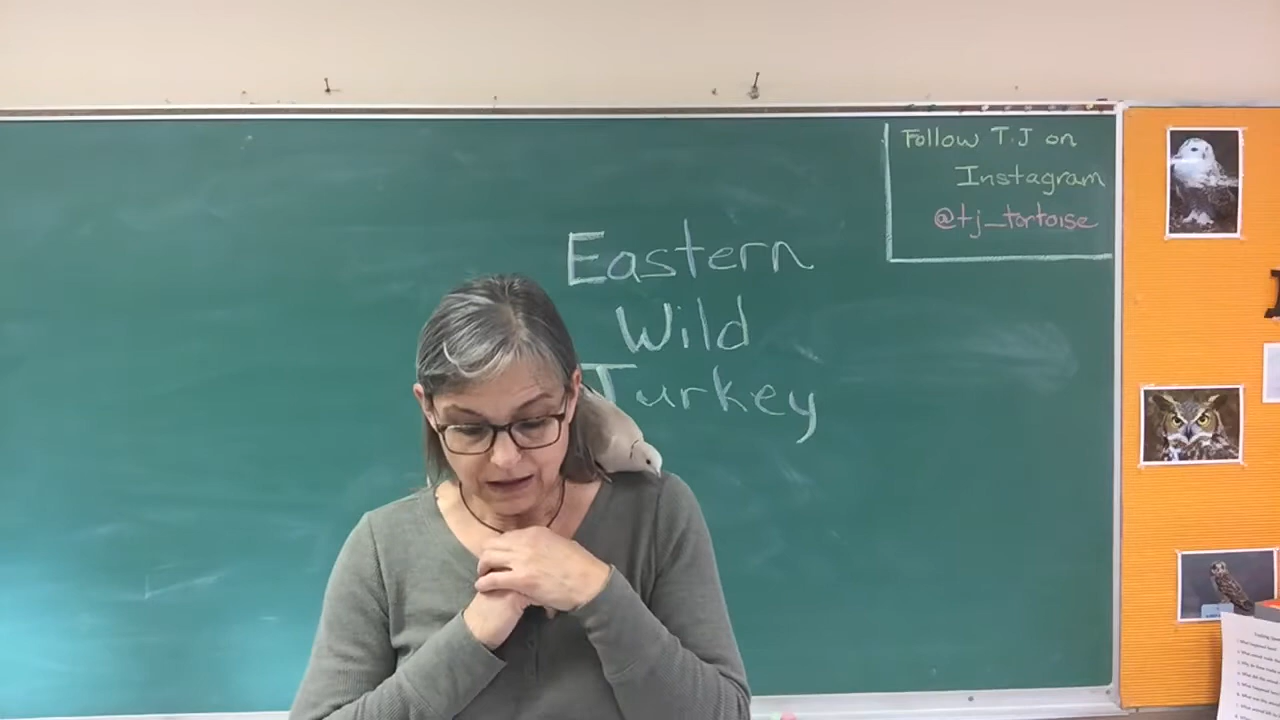 Follow T.J on
Instagram
@tj_tortoise
Eastern
Wild
Turkey